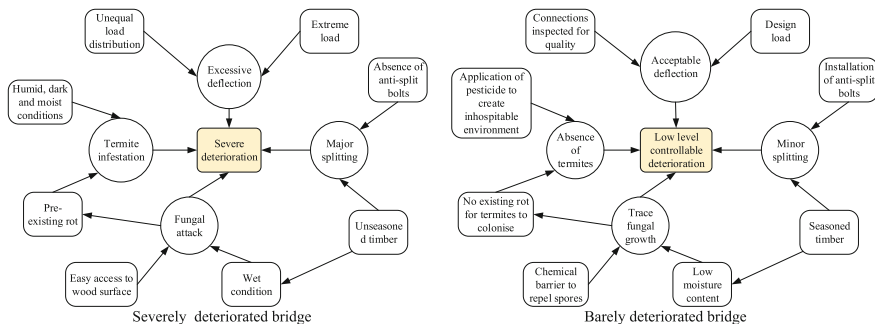 Unequal
load
distribution
Extreme
load
Excessive
deflection
Absence of
anti-split
bolts
Humid, dark
and moist
conditions
Termite
infestation
Severe
deterioration
Major
splitting
Pre-
existing rot
Fungal
attack
Unseasone
d timber
Easy access to
wood surface
Wet
condition
Severely deteriorated bridge
Connections
inspected for
quality
Design
load
Acceptable
deflection
Application of
pesticide to
create
inhospitable
environment
Installation
of anti-split
bolts
Absence
of
termites
Low level
controllable
deterioration
Minor
splitting
No existing rot
for termites to
colonise
Trace
fungal
growth
Seasoned
timber
Chemical
barrier to
repel spores
Low
moisture
content
Barely deteriorated bridge